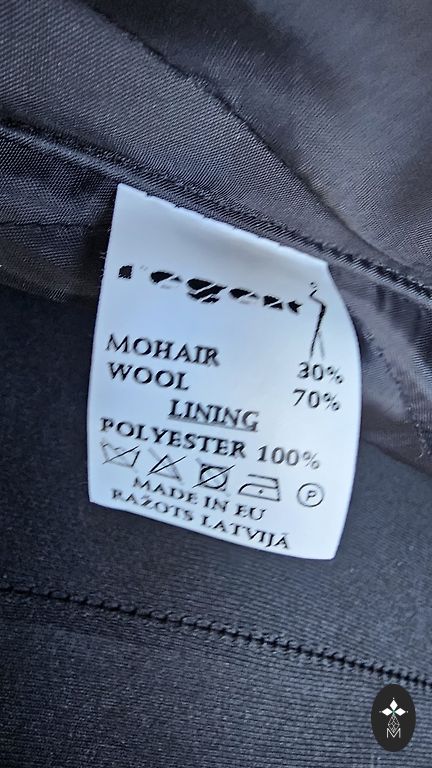 regent
MOHAIR 30%
WOOL 70%
LINING
POLYESTER 100%
P
MADE IN EU
RAŽOTS LATVIJĀ
M